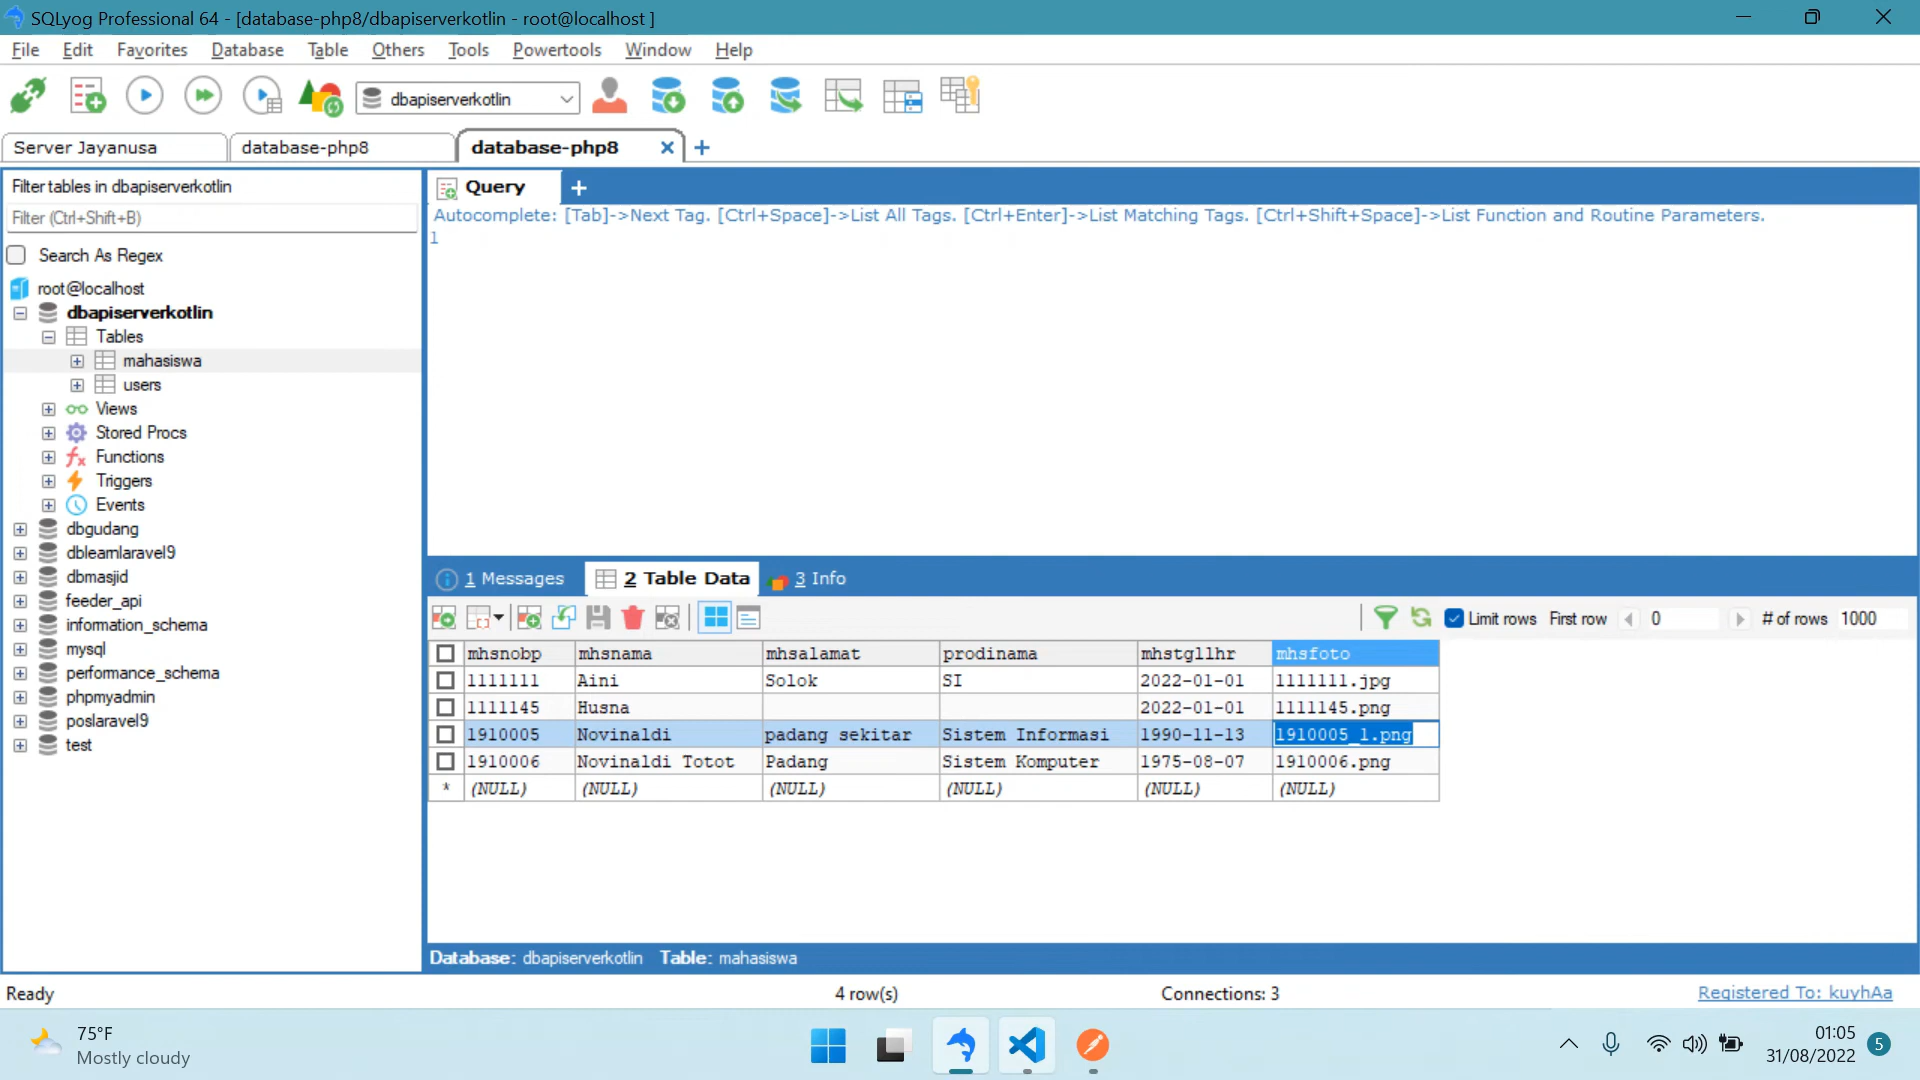 SQLyog Professional 64 - [database-php8/dbapiserverkotlin - root@localhost ]
File Edit Favorites Database Table Others Tools Powertools Window Help
dbapiserverkotlin
Server Jayanusa database-php8 database-php8
Filter tables in dbapiserverkotlin
Filter (Ctrl+Shift+B)
Search As Regex
root@localhost
dbapiserverkotlin
Tables
mahasiswa
users
Views
Stored Procs
Functions
Triggers
Events
dbgudang
dblearnlaravel9
dbmasjid
feeder_api
information_schema
mysql
performance_schema
phpmyadmin
poslaravel9
test
Query
Autocomplete: [Tab]->Next Tag. [Ctrl+Space]->List All Tags. [Ctrl+Enter]->List Matching Tags. [Ctrl+Shift+Space]->List Function and Routine Parameters.
1
1 Messages 2 Table Data 3 Info
Limit rows First row 0 # of rows 1000
mhsnobp mhsnama mhsalamat prodinama mhstgllhr mhsfoto
1111111 Aini Solok SI 2022-01-01 1111111.jpg
1111145 Husna 2022-01-01 1111145.png
1910005 Novinaldi padang sekitar Sistem Informasi 1990-11-13 1910005_1.png
1910006 Novinaldi Totot Padang Sistem Komputer 1975-08-07 1910006.png
* (NULL) (NULL) (NULL) (NULL) (NULL) (NULL)
Database: dbapiserverkotlin Table: mahasiswa
Ready 4 row(s) Connections: 3 Registered To: kuyhAa
75°F
Mostly cloudy
01:05
31/08/2022
5